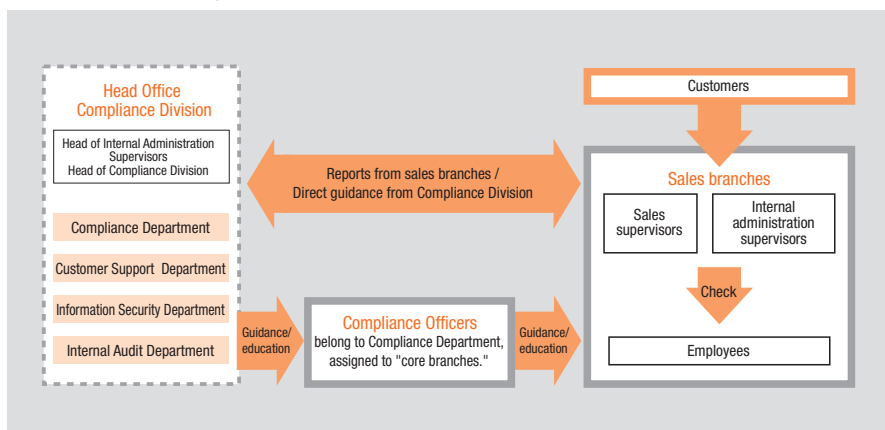 Head Office
Compliance Division
Head of Internal Administration
Supervisors
Head of Compliance Division
Compliance Department
Customer Support Department
Information Security Department
Internal Audit Department
Reports from sales branches /
Direct guidance from Compliance Division
Guidance/
education
Compliance Officers
belong to Compliance Department,
assigned to "core branches."
Guidance/
education
Customers
Sales branches
Sales
supervisors
Internal
administration
supervisors
Check
Employees